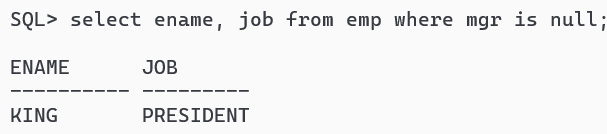 SQL> select ename, job from emp where mgr is null;
ENAME      JOB
---------- ---------
KING       PRESIDENT